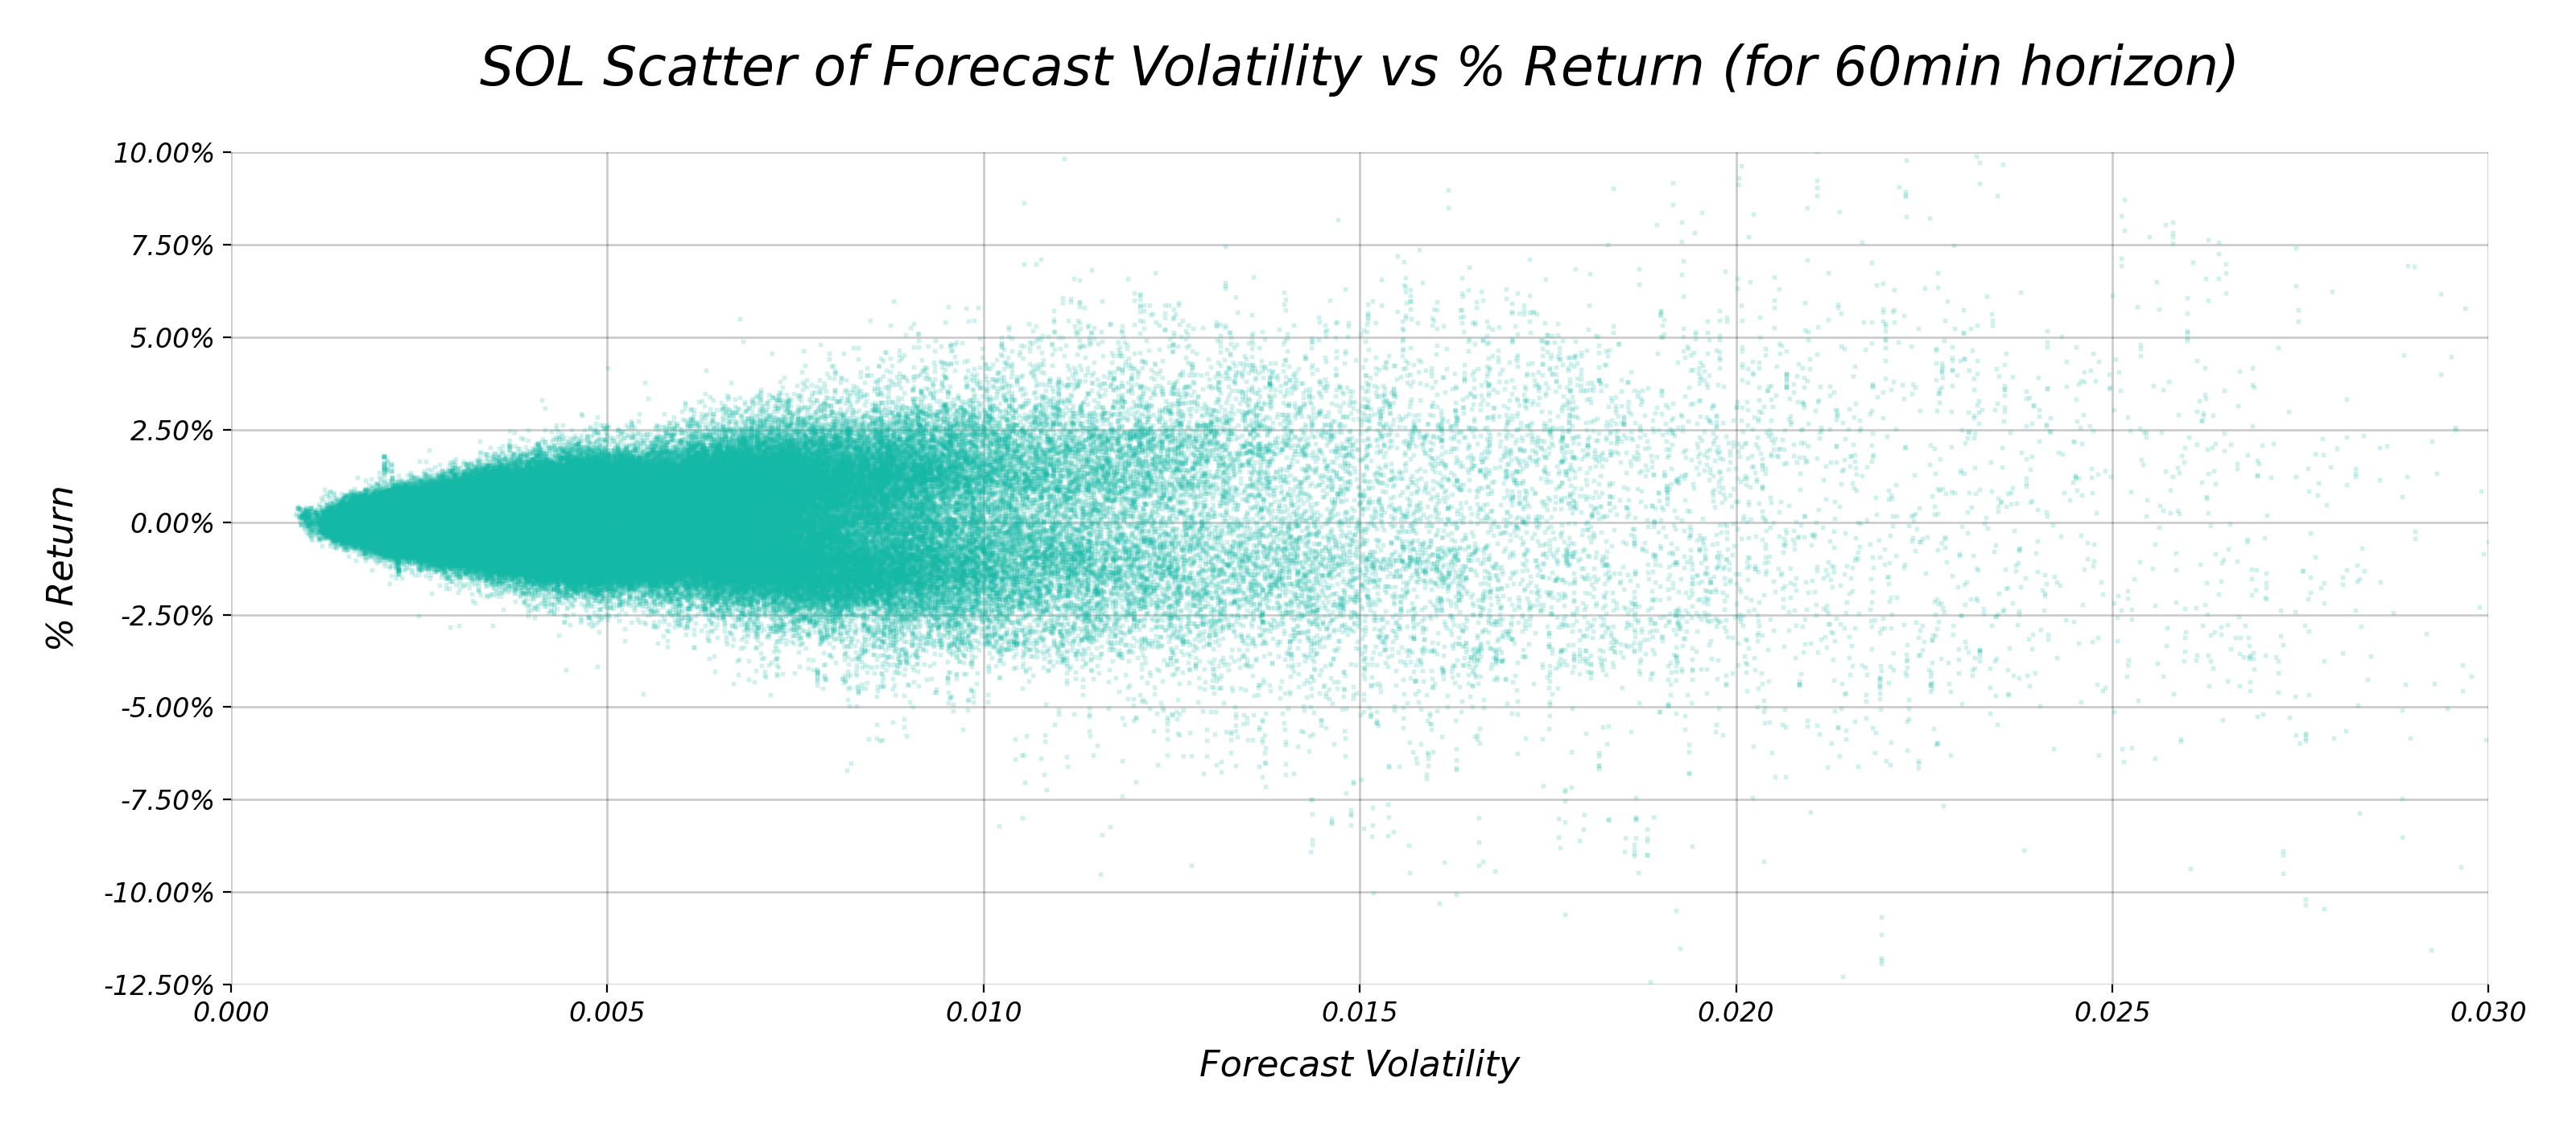 SOL Scatter of Forecast Volatility vs % Return (for 60min horizon)
10.00%
7.50%
5.00%
2.50%
0.00%
-2.50%
-5.00%
-7.50%
-10.00%
-12.50%
% Return
0.000 0.005 0.010 0.015 0.020 0.025 0.030
Forecast Volatility